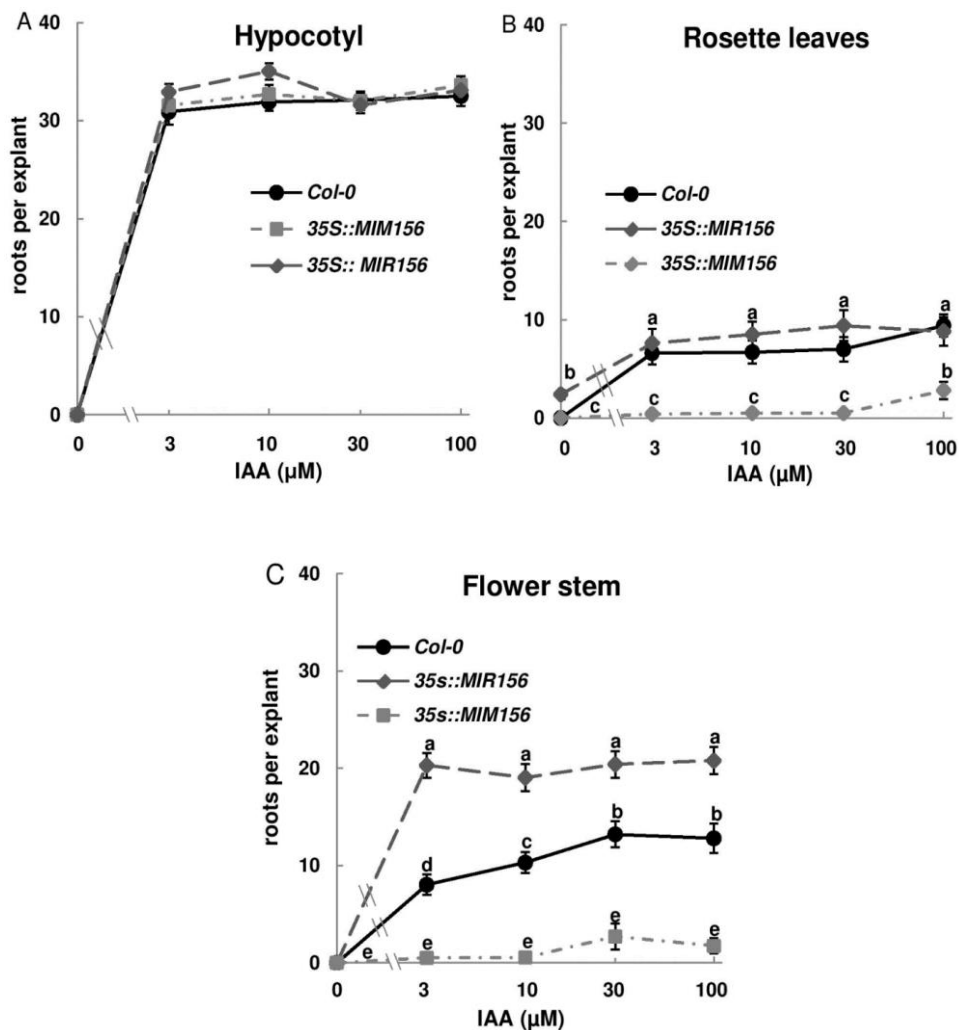 A
Hypocotyl
roots per explant
40
30
20
10
0
Col-0
35S::MIM156
35S:: MIR156
0 3 10 30 100
IAA (µM)
B
Rosette leaves
roots per explant
40
30
20
10
0
Col-0
35S::MIR156
35S::MIM156
a a a a
b b
c c c c
0 3 10 30 100
IAA (µM)
C
Flower stem
roots per explant
40
30
20
10
0
Col-0
35s::MIR156
35s::MIM156
a a a a
d c b b
e e e e e
0 3 10 30 100
IAA (µM)